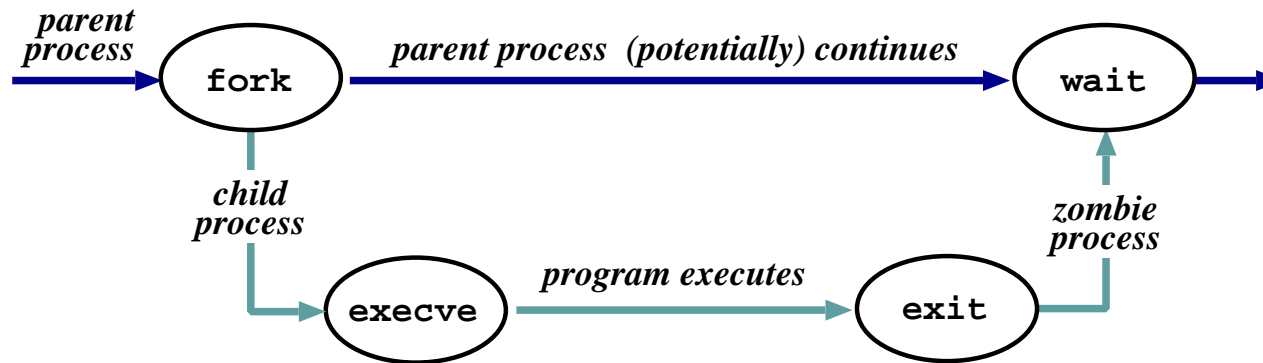 parent
process
fork
parent process (potentially) continues
wait
child
process
zombie
process
execve
program executes
exit